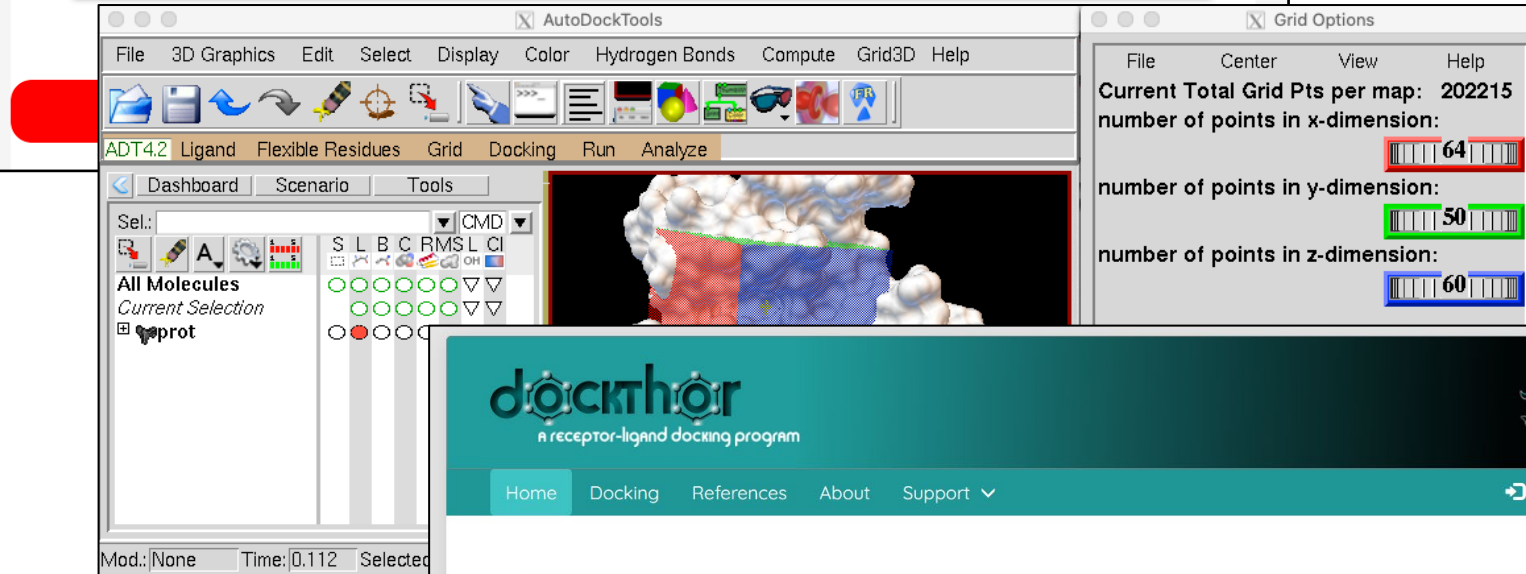 AutoDockTools
File 3D Graphics Edit Select Display Color Hydrogen Bonds Compute Grid3D Help
ADT4.2 Ligand Flexible Residues Grid Docking Run Analyze
Dashboard Scenario Tools
Sel.: CMD
S L B C R MS L Cl
All Molecules
Current Selection
prot
Mod.: None Time: 0.112 Selected
Grid Options
File Center View Help
Current Total Grid Pts per map: 202215
number of points in x-dimension:
64
number of points in y-dimension:
50
number of points in z-dimension:
60
dockthor
A receptor-ligand docking program
Home Docking References About Support